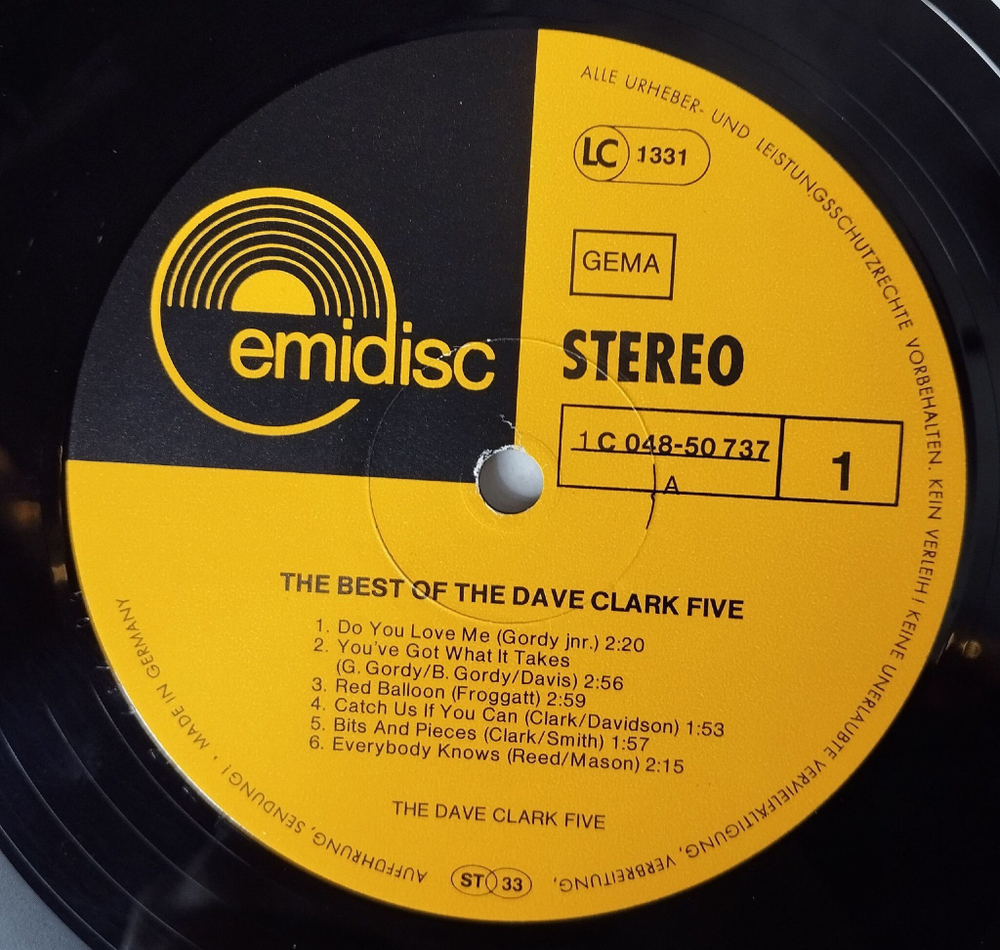 ALLE URHEBER- UND LEISTUNGSSCHUTZRECHTE VORBEHALTEN. KEIN VERLEIH! KEINE UNERLAUBTE VERVIELFÄLTIGUNG, VERBREITUNG, AUFFÜHRUNG, SENDUNG! · MADE IN GERMANY
LC 1331
GEMA
emidisc
STEREO
1 C 048-50 737
A
1
THE BEST OF THE DAVE CLARK FIVE
1. Do You Love Me (Gordy jnr.) 2:20
2. You've Got What It Takes
(G. Gordy/B. Gordy/Davis) 2:56
3. Red Balloon (Froggatt) 2:59
4. Catch Us If You Can (Clark/Davidson) 1:53
5. Bits And Pieces (Clark/Smith) 1:57
6. Everybody Knows (Reed/Mason) 2:15
THE DAVE CLARK FIVE
ST 33